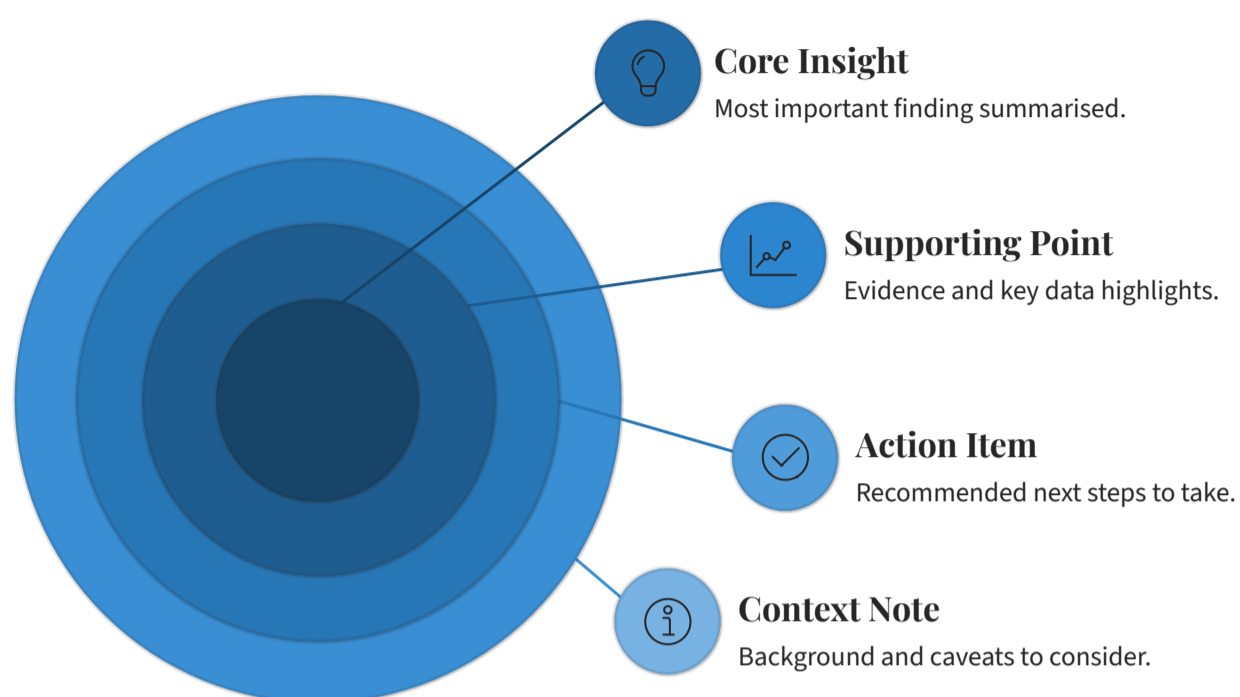 Core Insight
Most important finding summarised.
Supporting Point
Evidence and key data highlights.
Action Item
Recommended next steps to take.
Context Note
Background and caveats to consider.